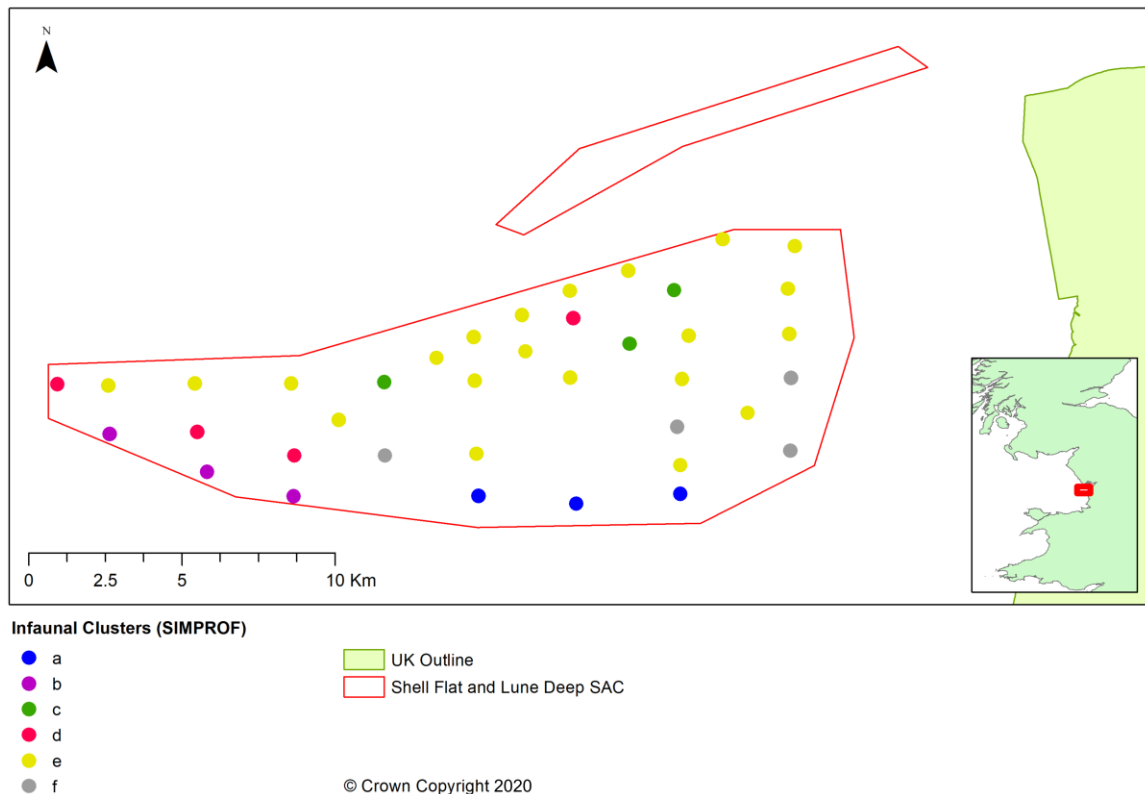 N
0 2.5 5 10 Km
Infaunal Clusters (SIMPROF)
a
b
c
d
e
f
UK Outline
Shell Flat and Lune Deep SAC
© Crown Copyright 2020